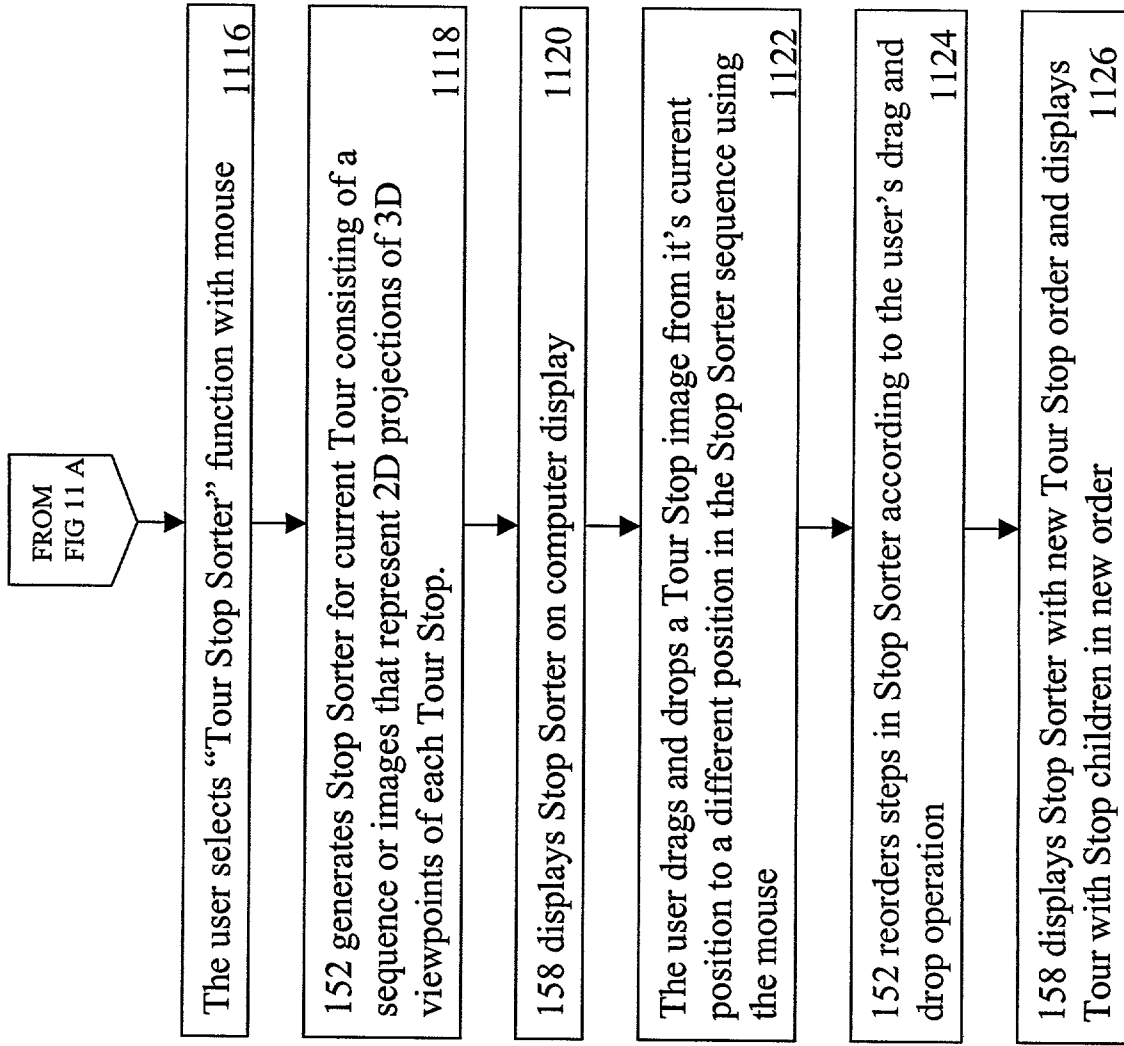 FROM
FIG 11 A
The user selects “Tour Stop Sorter” function with mouse
1116
152 generates Stop Sorter for current Tour consisting of a
sequence or images that represent 2D projections of 3D
viewpoints of each Tour Stop.
1118
158 displays Stop Sorter on computer display
1120
The user drags and drops a Tour Stop image from it’s current
position to a different position in the Stop Sorter sequence using
the mouse
1122
152 reorders steps in Stop Sorter according to the user’s drag and
drop operation
1124
158 displays Stop Sorter with new Tour Stop order and displays
Tour with Stop children in new order
1126